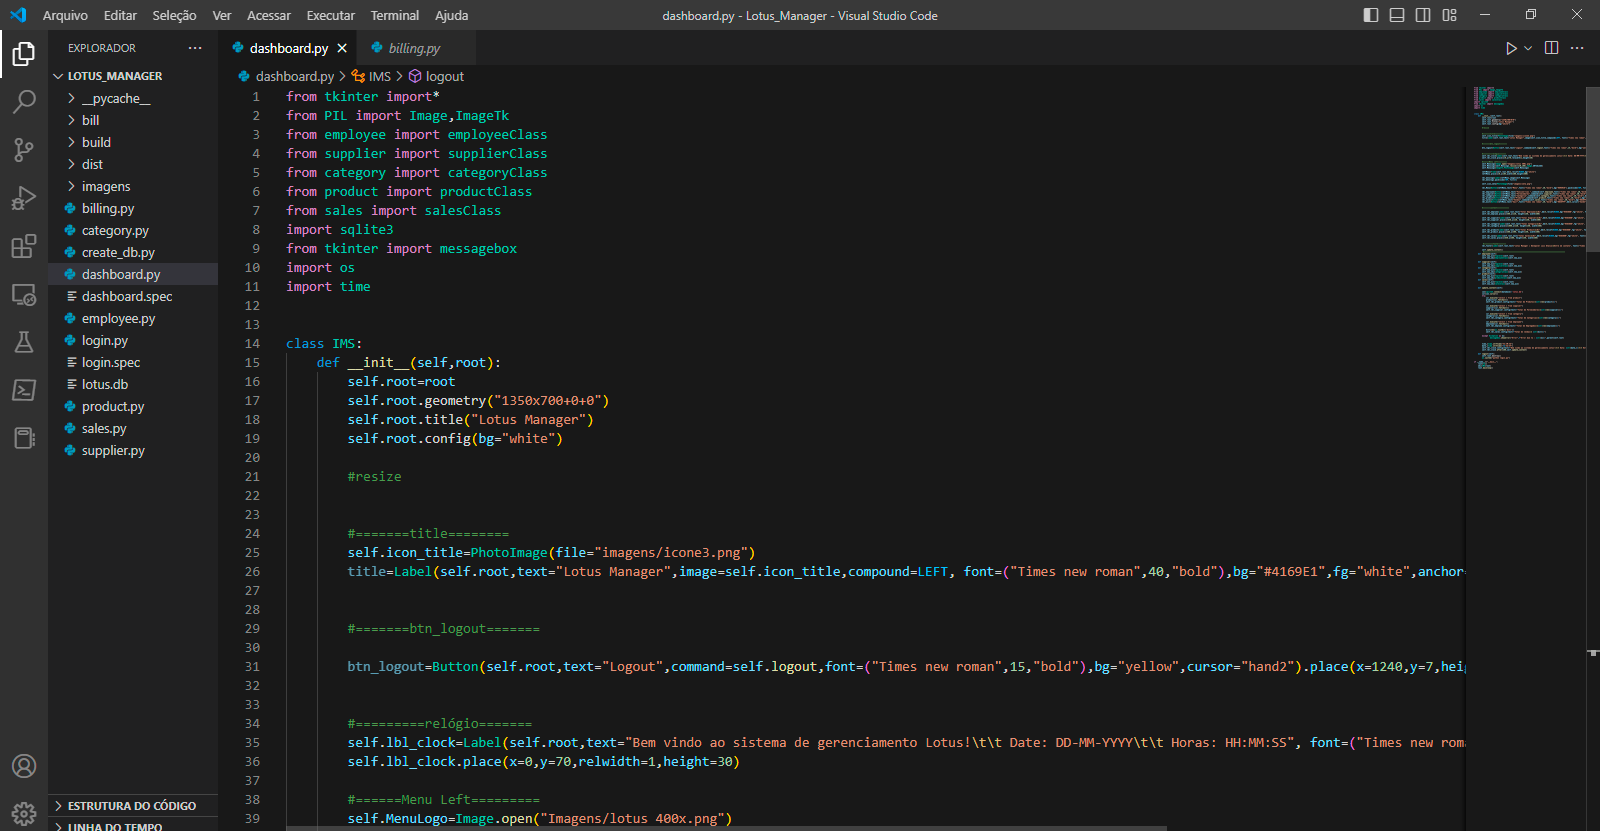 Arquivo Editar Seleção Ver Acessar Executar Terminal Ajuda
dashboard.py - Lotus_Manager - Visual Studio Code
EXPLORADOR
LOTUS_MANAGER
__pycache__
bill
build
dist
imagens
billing.py
category.py
create_db.py
dashboard.py
dashboard.spec
employee.py
login.py
login.spec
lotus.db
product.py
sales.py
supplier.py
ESTRUTURA DO CÓDIGO
LINHA DO TEMPO
dashboard.py billing.py
dashboard.py > IMS > logout
1 from tkinter import*
2 from PIL import Image,ImageTk
3 from employee import employeeClass
4 from supplier import supplierClass
5 from category import categoryClass
6 from product import productClass
7 from sales import salesClass
8 import sqlite3
9 from tkinter import messagebox
10 import os
11 import time
12
13
14 class IMS:
15 def __init__(self,root):
16 self.root=root
17 self.root.geometry("1350x700+0+0")
18 self.root.title("Lotus Manager")
19 self.root.config(bg="white")
20
21 #resize
22
23
24 #=======title========
25 self.icon_title=PhotoImage(file="imagens/icone3.png")
26 title=Label(self.root,text="Lotus Manager",image=self.icon_title,compound=LEFT, font=("Times new roman",40,"bold"),bg="#4169E1",fg="white",anchor=
27
28
29 #=======btn_logout=======
30
31 btn_logout=Button(self.root,text="Logout",command=self.logout,font=("Times new roman",15,"bold"),bg="yellow",cursor="hand2").place(x=1240,y=7,hei
32
33
34 #=========relógio=======
35 self.lbl_clock=Label(self.root,text="Bem vindo ao sistema de gerenciamento Lotus!\t\t Date: DD-MM-YYYY\t\t Horas: HH:MM:SS", font=("Times new rom
36 self.lbl_clock.place(x=0,y=70,relwidth=1,height=30)
37
38 #======Menu Left=========
39 self.MenuLogo=Image.open("Imagens/lotus 400x.png")